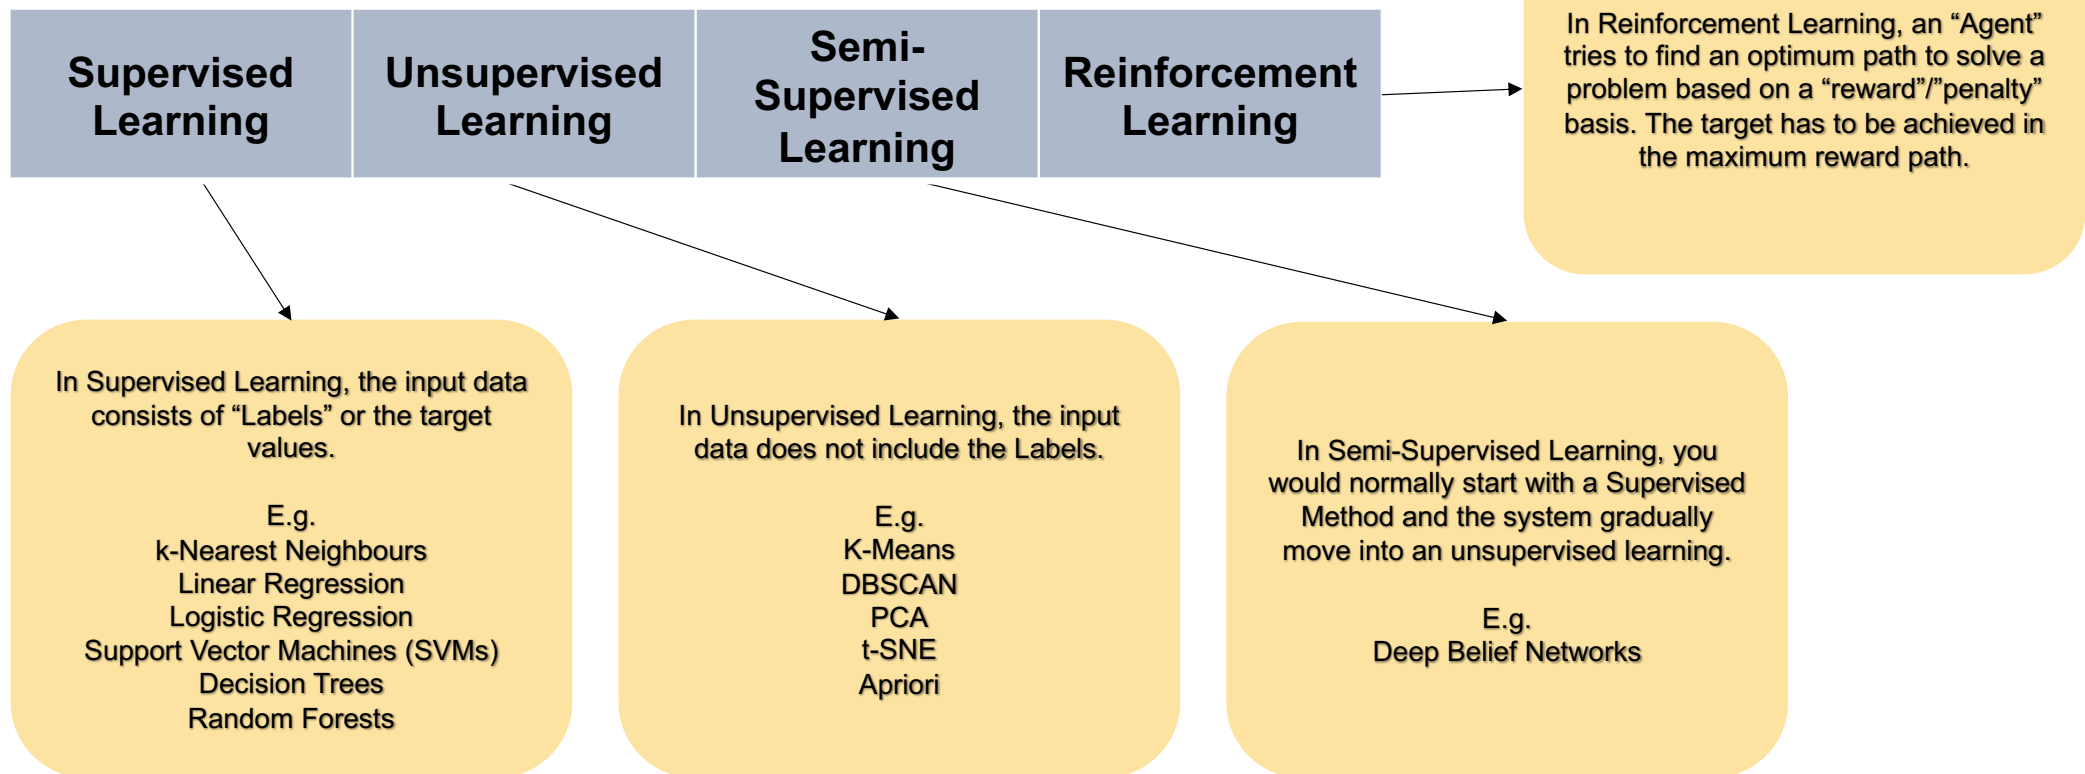 Supervised
Learning
Unsupervised
Learning
Semi-
Supervised
Learning
Reinforcement
Learning
In Reinforcement Learning, an “Agent”
tries to find an optimum path to solve a
problem based on a “reward”/”penalty”
basis. The target has to be achieved in
the maximum reward path.
In Supervised Learning, the input data
consists of “Labels” or the target
values.
E.g.
k-Nearest Neighbours
Linear Regression
Logistic Regression
Support Vector Machines (SVMs)
Decision Trees
Random Forests
In Unsupervised Learning, the input
data does not include the Labels.
E.g.
K-Means
DBSCAN
PCA
t-SNE
Apriori
In Semi-Supervised Learning, you
would normally start with a Supervised
Method and the system gradually
move into an unsupervised learning.
E.g.
Deep Belief Networks